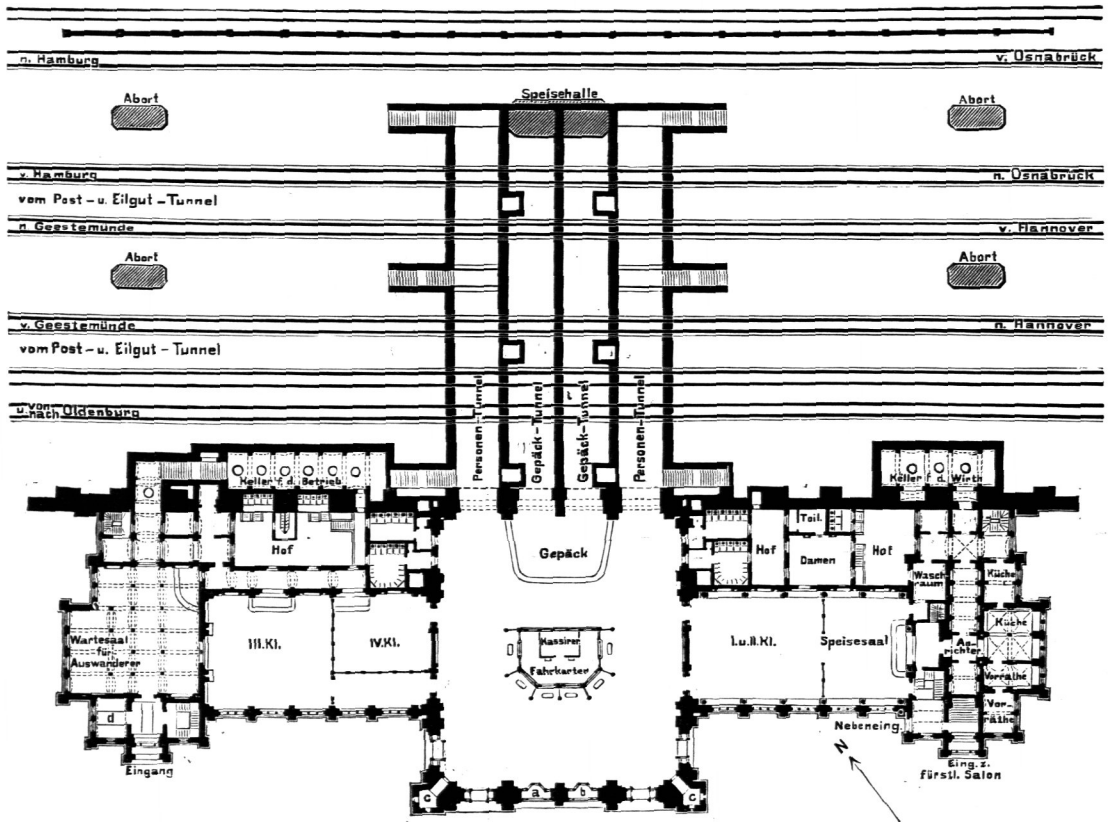 n. Hamburg
v. Osnabrück
Abort
Speisehalle
Abort
v. Hamburg
n. Osnabrück
vom Post-u. Eilgut-Tunnel
n. Geestemünde
v. Hannover
Abort
Abort
v. Geestemünde
n. Hannover
vom Post-u. Eilgut-Tunnel
u. von
nach Oldenburg
Personen-Tunnel
Gepäck-Tunnel
Gepäck-Tunnel
Personen-Tunnel
Keller f. d. Betrieb
Keller f. d. Wirth
Hof
Gepäck
Hof
Toil.
Damen
Hof
Wasch
raum
Küche
Wartesaal
für
Auswanderer
III.Kl.
IV.Kl.
Kassirer
Fahrkarten
I.u.II.Kl.
Speisesaal
Anrichter
Küche
Vorräthe
Vor-
räthe
d
Nebeneing.
Eingang
Eing. z.
fürstl. Salon
N
c
a
b
c